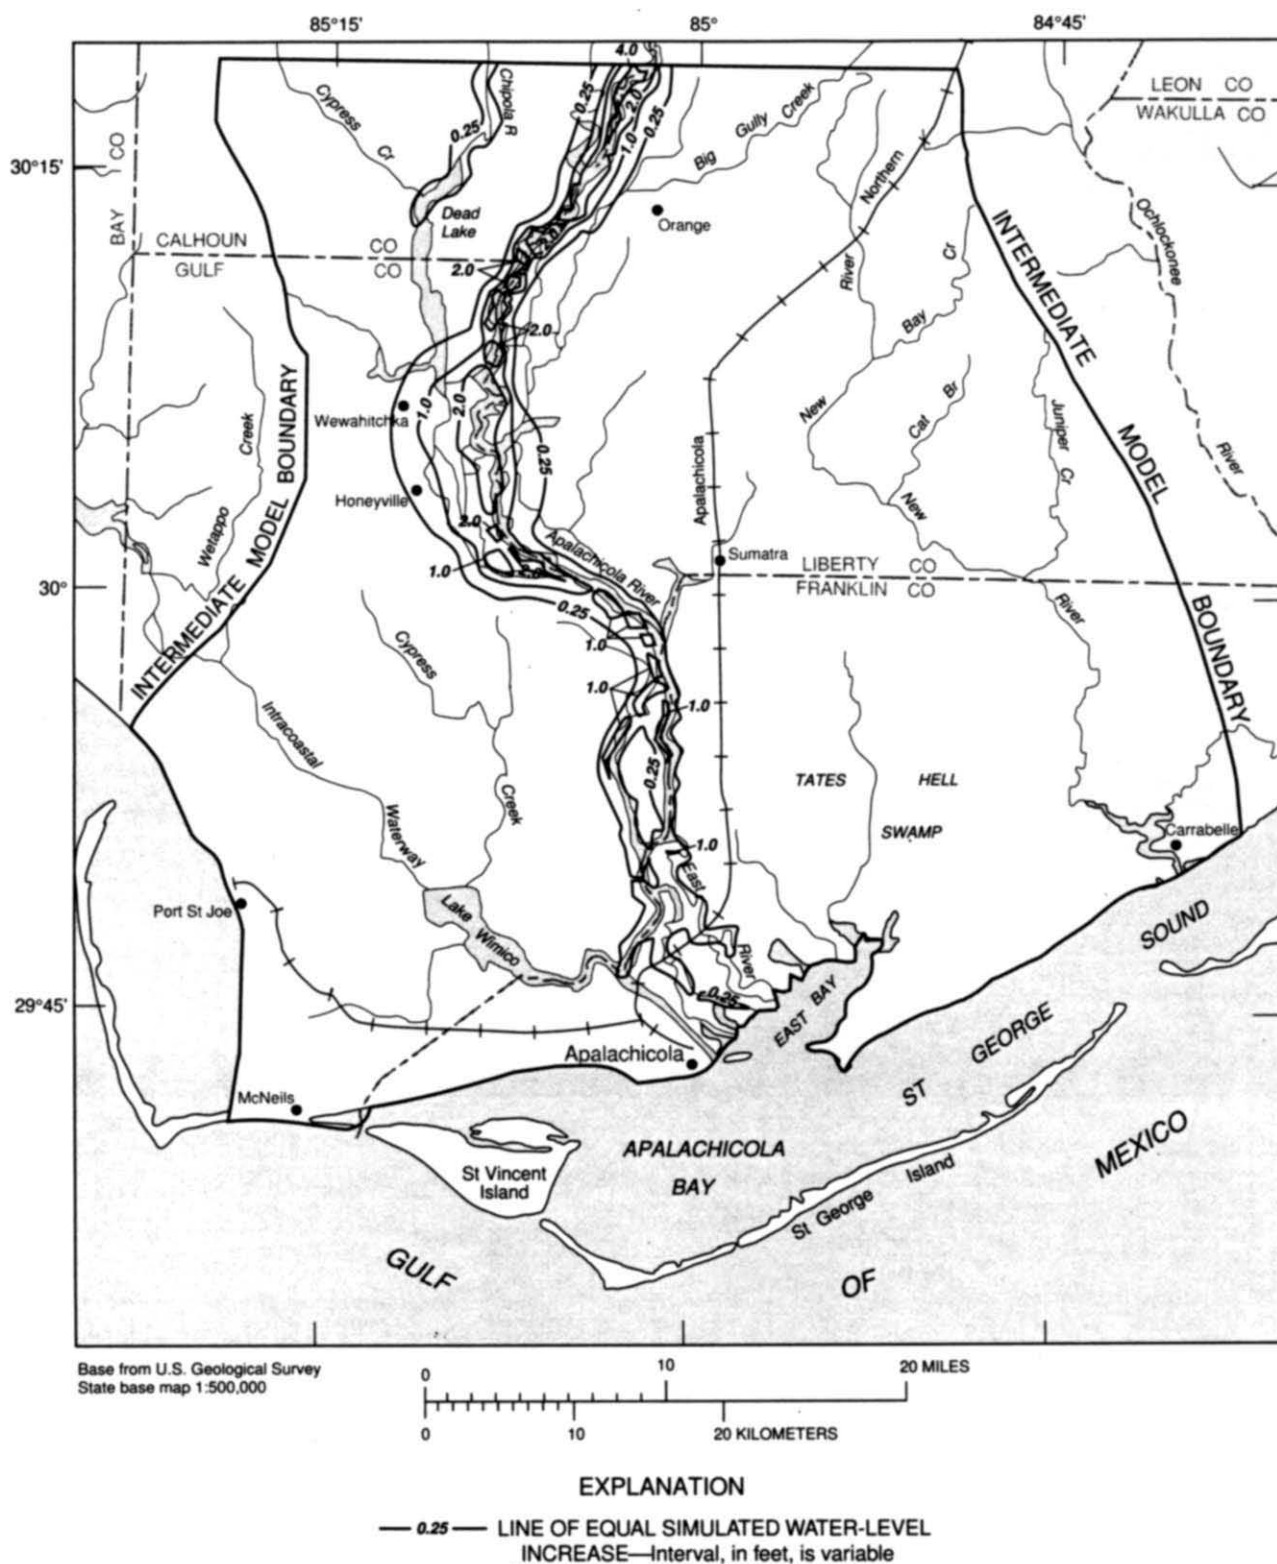 85°15'
85°
84°45'
4.0
0.25
2.0
1.0
0.25
Chipola R
0.25
Cypress
Cr
Big
Gully
Creek
Northern
LEON CO
WAKULLA CO
30°15'
BAY CO
Dead
Lake
Orange
Ochlockonee
River
CALHOUN CO
GULF CO
2.0
2.0
2.0
River
Bay
Cr
INTERMEDIATE
MODEL
BOUNDARY
Wewahitchka
1.0
2.0
0.25
New
Cat
Br
Juniper
Cr
Creek
Wetappo
INTERMEDIATE MODEL BOUNDARY
Honeyville
2.0
Apalachicola
New
Apalachicola River
Sumatra
LIBERTY CO
FRANKLIN CO
30°
1.0
2.0
0.25
River
1.0
1.0
1.0
Cypress
Creek
Intracoastal
Waterway
0.25
TATES HELL
SWAMP
1.0
Carrabelle
East
River
Port St Joe
Lake Wimico
SOUND
29°45'
0.25
EAST BAY
GEORGE
ST
Apalachicola
McNeils
St Vincent
Island
APALACHICOLA
BAY
St George Island
GULF
OF
MEXICO
Base from U.S. Geological Survey
State base map 1:500,000
0 10 20 MILES
0 10 20 KILOMETERS
EXPLANATION
0.25 LINE OF EQUAL SIMULATED WATER-LEVEL
INCREASE—Interval, in feet, is variable